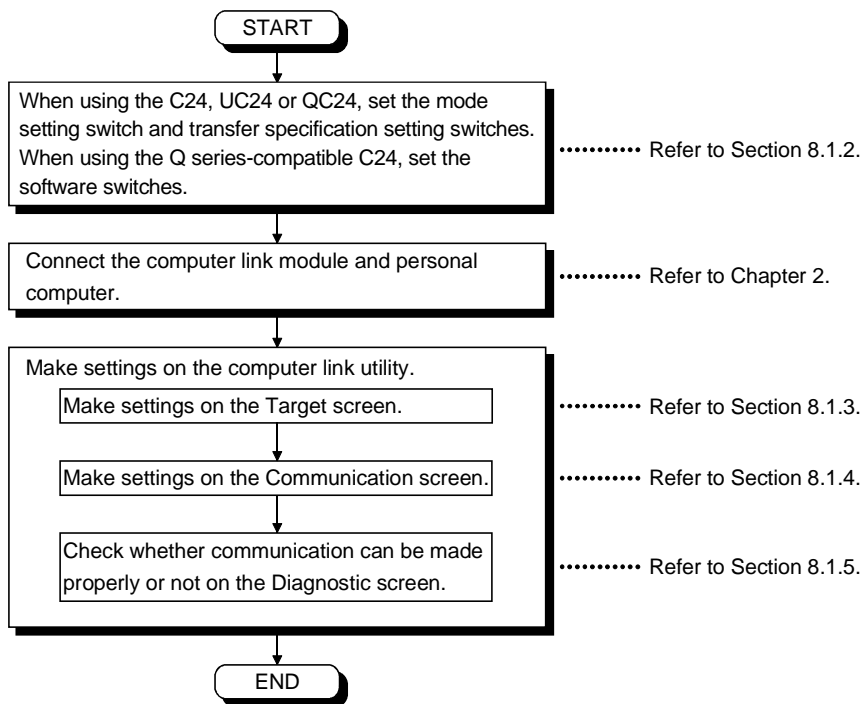 START
When using the C24, UC24 or QC24, set the mode
setting switch and transfer specification setting switches.
When using the Q series-compatible C24, set the
software switches.
Refer to Section 8.1.2.
Connect the computer link module and personal
computer.
Refer to Chapter 2.
Make settings on the computer link utility.
Make settings on the Target screen.
Refer to Section 8.1.3.
Make settings on the Communication screen.
Refer to Section 8.1.4.
Check whether communication can be made
properly or not on the Diagnostic screen.
Refer to Section 8.1.5.
END